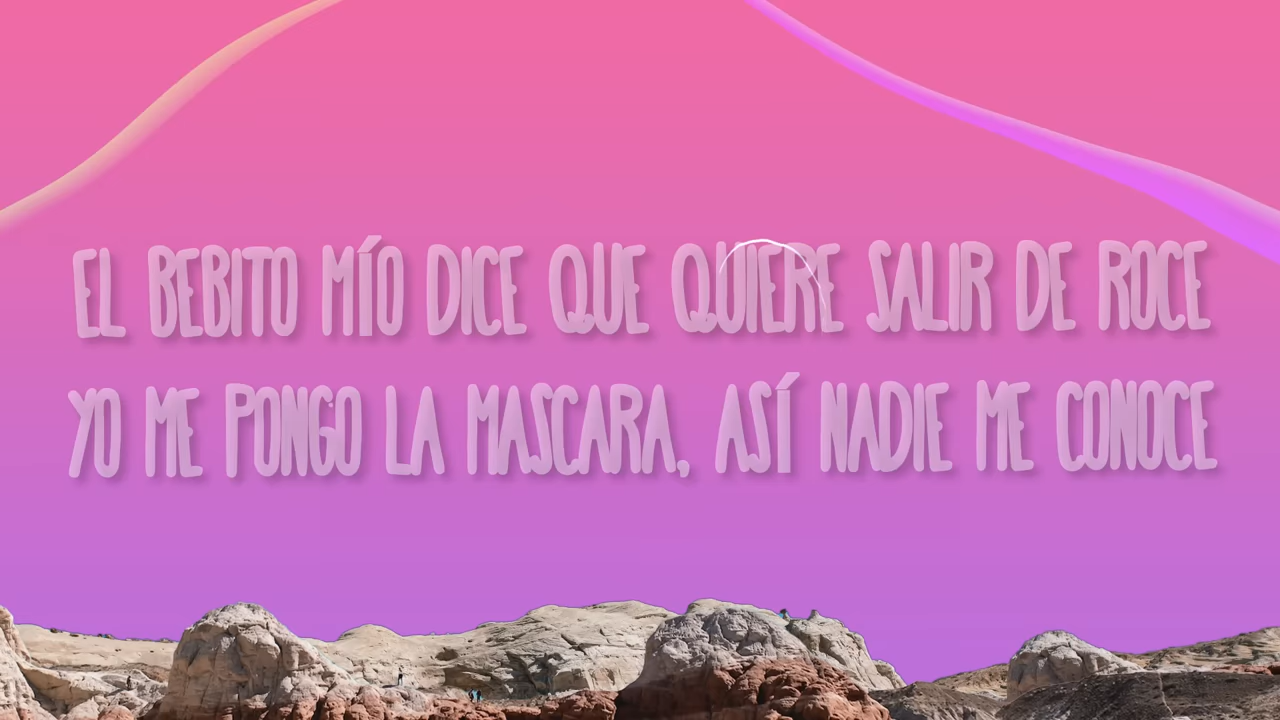 EL BEBITO MÍO DICE QUE QUIERE SALIR DE ROCE
YO ME PONGO LA MASCARA, ASÍ NADIE ME CONOCE